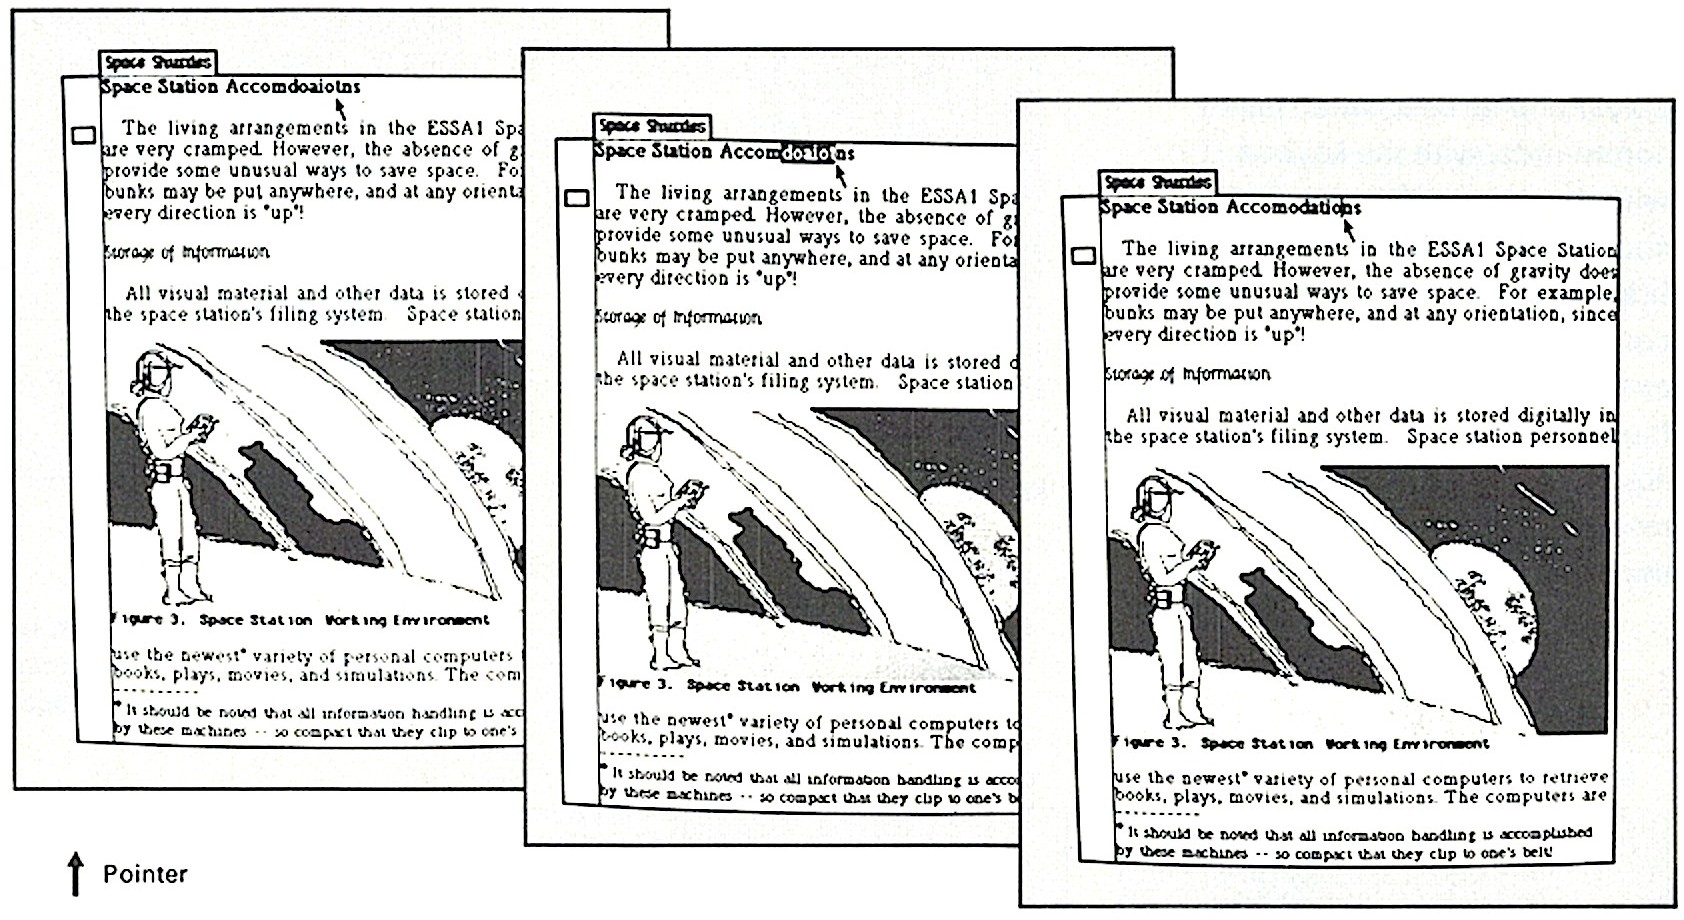 Space Shuttles
Space Station Accomdoaiotns
The living arrangements in the ESSA1 Spa
are very cramped. However, the absence of g
provide some unusual ways to save space. Fo
bunks may be put anywhere, and at any orienta
every direction is "up"!
Storage of Information
All visual material and other data is stored
the space station's filing system. Space station
Figure 3. Space Station Working Environment
use the newest* variety of personal computers
books, plays, movies, and simulations. The com
* It should be noted that all information handling is acc
by these machines -- so compact that they clip to one's
Space Shuttles
Space Station Accomdoaiotns
The living arrangements in the ESSA1 Spa
are very cramped. However, the absence of g
provide some unusual ways to save space. Fo
bunks may be put anywhere, and at any orienta
every direction is "up"!
Storage of Information
All visual material and other data is stored d
the space station's filing system. Space station
Figure 3. Space Station Working Environment
use the newest* variety of personal computers to
books, plays, movies, and simulations. The comp
* It should be noted that all information handling is acco
by these machines -- so compact that they clip to one's b
Space Shuttles
Space Station Accomodations
The living arrangements in the ESSA1 Space Station
are very cramped. However, the absence of gravity does
provide some unusual ways to save space. For example,
bunks may be put anywhere, and at any orientation, since
every direction is "up"!
Storage of Information
All visual material and other data is stored digitally in
the space station's filing system. Space station personnel
Figure 3. Space Station Working Environment
use the newest* variety of personal computers to retrieve
books, plays, movies, and simulations. The computers are
* It should be noted that all information handling is accomplished
by these machines -- so compact that they clip to one's belt!
Pointer